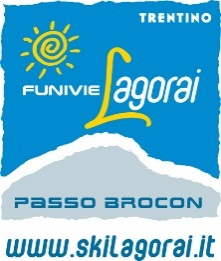 TRENTINO
FUNIVIE Lagorai
PASSO BROCON
www.skilagorai.it